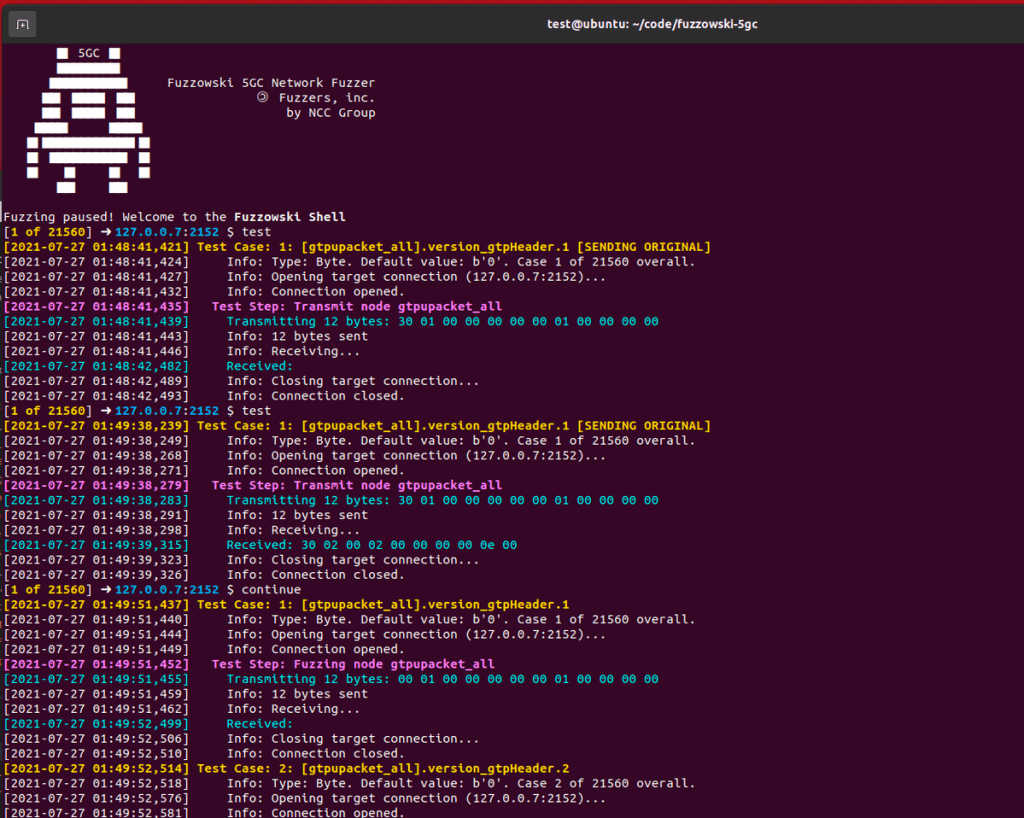 test@ubuntu: ~/code/fuzzowski-5gc
5GC
Fuzzowski 5GC Network Fuzzer
🄯 Fuzzers, inc.
by NCC Group
Fuzzing paused! Welcome to the Fuzzowski Shell
[1 of 21560] ➜ 127.0.0.7:2152 $ test
[2021-07-27 01:48:41,421] Test Case: 1: [gtpupacket_all].version_gtpHeader.1 [SENDING ORIGINAL]
[2021-07-27 01:48:41,424] Info: Type: Byte. Default value: b'0'. Case 1 of 21560 overall.
[2021-07-27 01:48:41,427] Info: Opening target connection (127.0.0.7:2152)...
[2021-07-27 01:48:41,432] Info: Connection opened.
[2021-07-27 01:48:41,435] Test Step: Transmit node gtpupacket_all
[2021-07-27 01:48:41,439] Transmitting 12 bytes: 30 01 00 00 00 00 00 01 00 00 00 00
[2021-07-27 01:48:41,443] Info: 12 bytes sent
[2021-07-27 01:48:41,446] Info: Receiving...
[2021-07-27 01:48:42,482] Received:
[2021-07-27 01:48:42,489] Info: Closing target connection...
[2021-07-27 01:48:42,493] Info: Connection closed.
[1 of 21560] ➜ 127.0.0.7:2152 $ test
[2021-07-27 01:49:38,239] Test Case: 1: [gtpupacket_all].version_gtpHeader.1 [SENDING ORIGINAL]
[2021-07-27 01:49:38,249] Info: Type: Byte. Default value: b'0'. Case 1 of 21560 overall.
[2021-07-27 01:49:38,268] Info: Opening target connection (127.0.0.7:2152)...
[2021-07-27 01:49:38,271] Info: Connection opened.
[2021-07-27 01:49:38,279] Test Step: Transmit node gtpupacket_all
[2021-07-27 01:49:38,283] Transmitting 12 bytes: 30 01 00 00 00 00 00 01 00 00 00 00
[2021-07-27 01:49:38,291] Info: 12 bytes sent
[2021-07-27 01:49:38,298] Info: Receiving...
[2021-07-27 01:49:39,315] Received: 30 02 00 02 00 00 00 00 0e 00
[2021-07-27 01:49:39,323] Info: Closing target connection...
[2021-07-27 01:49:39,326] Info: Connection closed.
[1 of 21560] ➜ 127.0.0.7:2152 $ continue
[2021-07-27 01:49:51,437] Test Case: 1: [gtpupacket_all].version_gtpHeader.1
[2021-07-27 01:49:51,440] Info: Type: Byte. Default value: b'0'. Case 1 of 21560 overall.
[2021-07-27 01:49:51,444] Info: Opening target connection (127.0.0.7:2152)...
[2021-07-27 01:49:51,449] Info: Connection opened.
[2021-07-27 01:49:51,452] Test Step: Fuzzing node gtpupacket_all
[2021-07-27 01:49:51,455] Transmitting 12 bytes: 00 01 00 00 00 00 00 01 00 00 00 00
[2021-07-27 01:49:51,459] Info: 12 bytes sent
[2021-07-27 01:49:51,462] Info: Receiving...
[2021-07-27 01:49:52,499] Received:
[2021-07-27 01:49:52,506] Info: Closing target connection...
[2021-07-27 01:49:52,510] Info: Connection closed.
[2021-07-27 01:49:52,514] Test Case: 2: [gtpupacket_all].version_gtpHeader.2
[2021-07-27 01:49:52,518] Info: Type: Byte. Default value: b'0'. Case 2 of 21560 overall.
[2021-07-27 01:49:52,576] Info: Opening target connection (127.0.0.7:2152)...
[2021-07-27 01:49:52,581] Info: Connection opened.